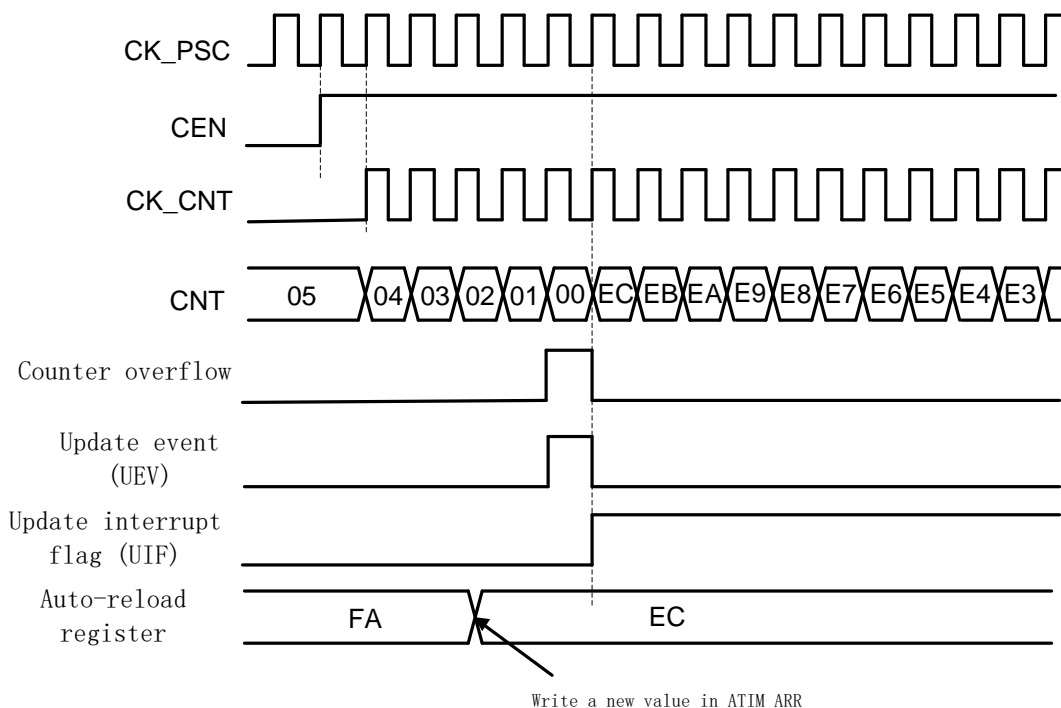 CK_PSC
CEN
CK_CNT
CNT 05 04 03 02 01 00 EC EB EA E9 E8 E7 E6 E5 E4 E3
Counter overflow
Update event
(UEV)
Update interrupt
flag (UIF)
Auto-reload
register
FA EC
Write a new value in ATIM ARR